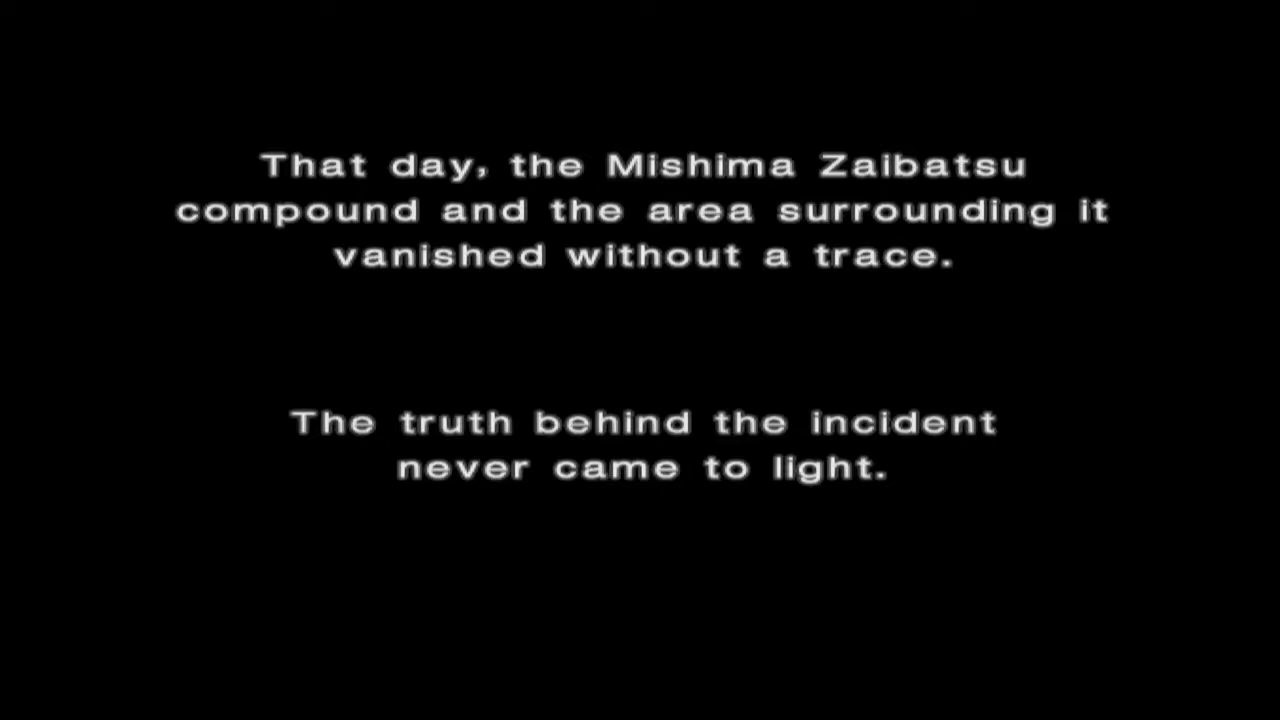 That day, the Mishima Zaibatsu
compound and the area surrounding it
vanished without a trace.
The truth behind the incident
never came to light.